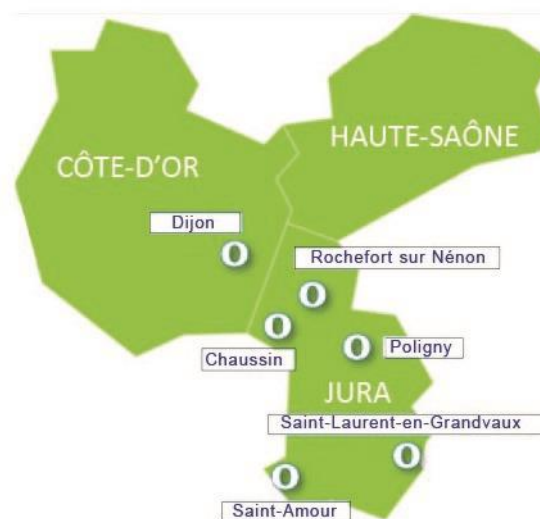 HAUTE-SAÔNE
CÔTE-D'OR
Dijon
Rochefort sur Nénon
Chaussin
Poligny
JURA
Saint-Laurent-en-Grandvaux
Saint-Amour